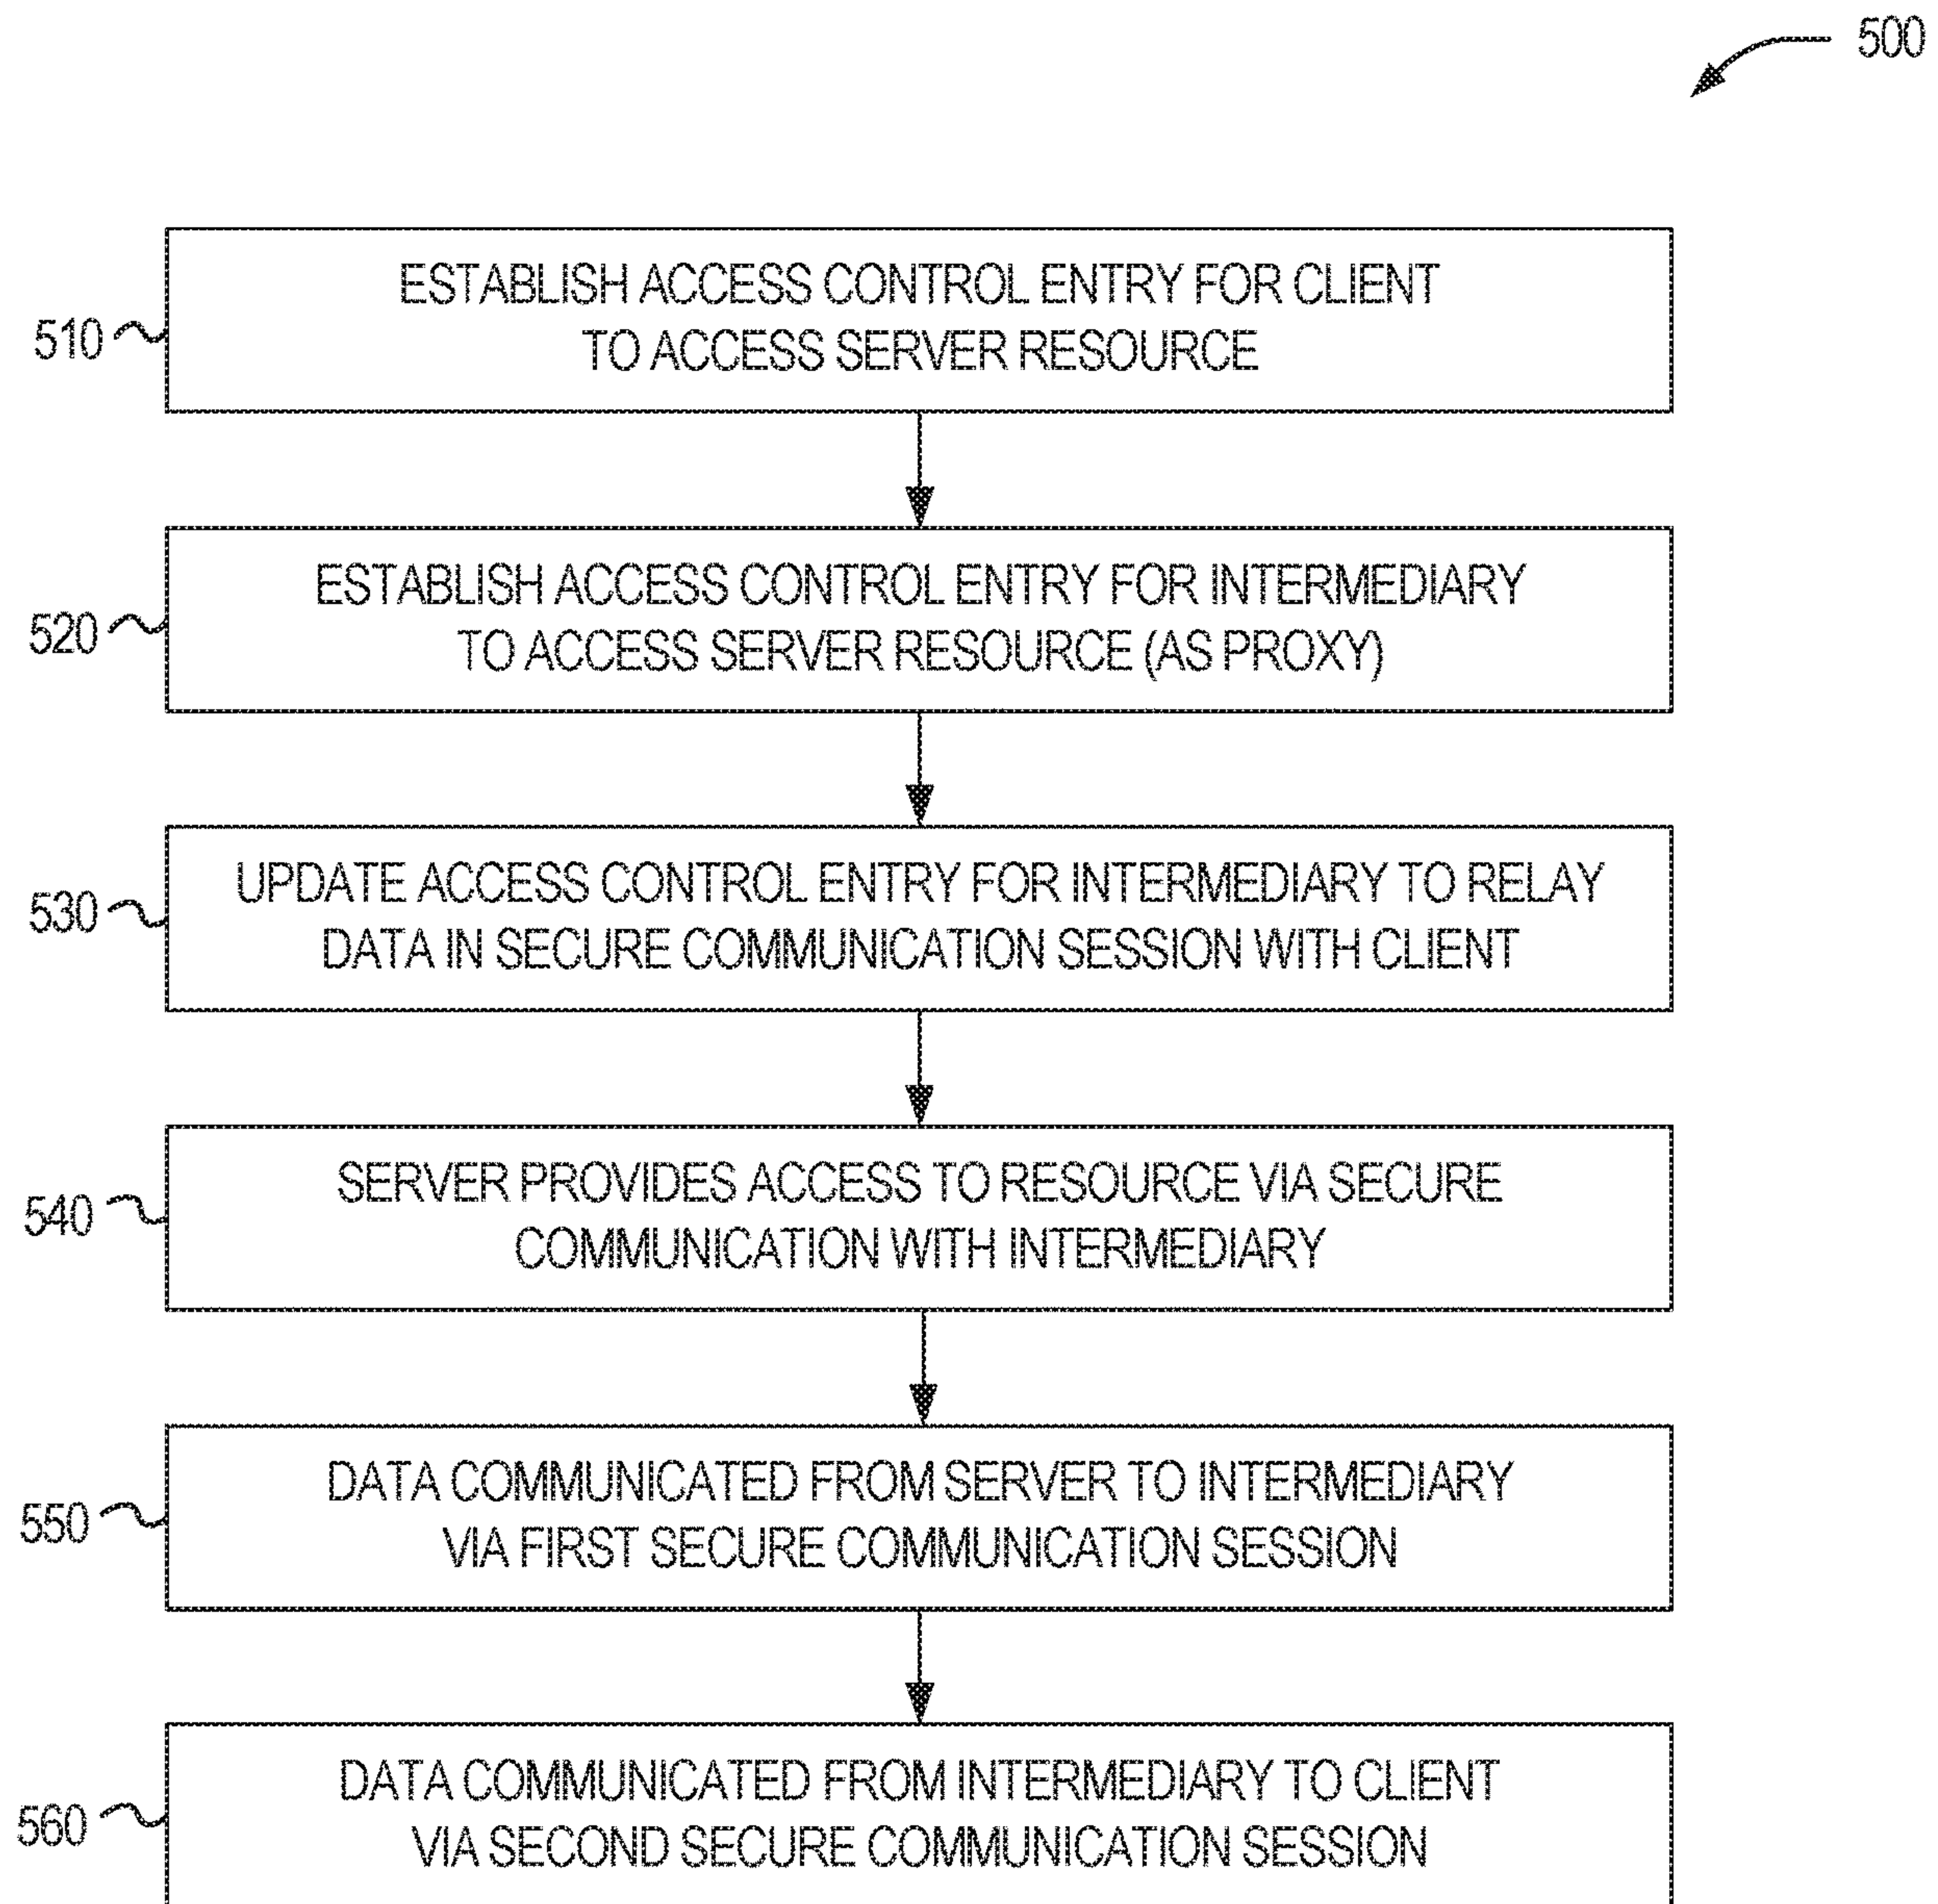 500
510
ESTABLISH ACCESS CONTROL ENTRY FOR CLIENT
TO ACCESS SERVER RESOURCE
520
ESTABLISH ACCESS CONTROL ENTRY FOR INTERMEDIARY
TO ACCESS SERVER RESOURCE (AS PROXY)
530
UPDATE ACCESS CONTROL ENTRY FOR INTERMEDIARY TO RELAY
DATA IN SECURE COMMUNICATION SESSION WITH CLIENT
540
SERVER PROVIDES ACCESS TO RESOURCE VIA SECURE
COMMUNICATION WITH INTERMEDIARY
550
DATA COMMUNICATED FROM SERVER TO INTERMEDIARY
VIA FIRST SECURE COMMUNICATION SESSION
560
DATA COMMUNICATED FROM INTERMEDIARY TO CLIENT
VIA SECOND SECURE COMMUNICATION SESSION